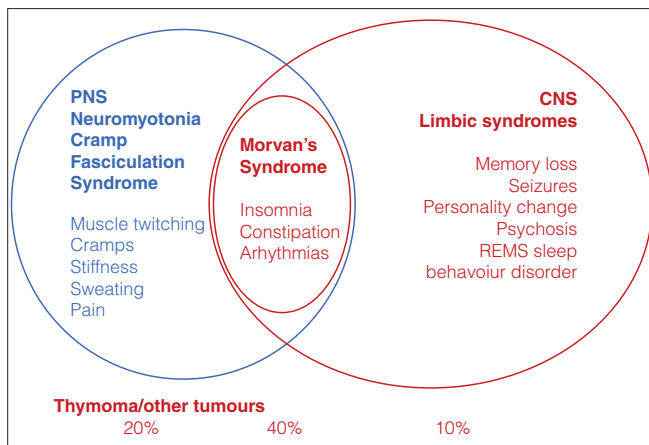 PNS
Neuromyotonia
Cramp
Fasciculation
Syndrome
Muscle twitching
Cramps
Stiffness
Sweating
Pain
Morvan's
Syndrome
Insomnia
Constipation
Arhythmias
CNS
Limbic syndromes
Memory loss
Seizures
Personality change
Psychosis
REMS sleep
behavoiur disorder
Thymoma/other tumours
20% 40% 10%